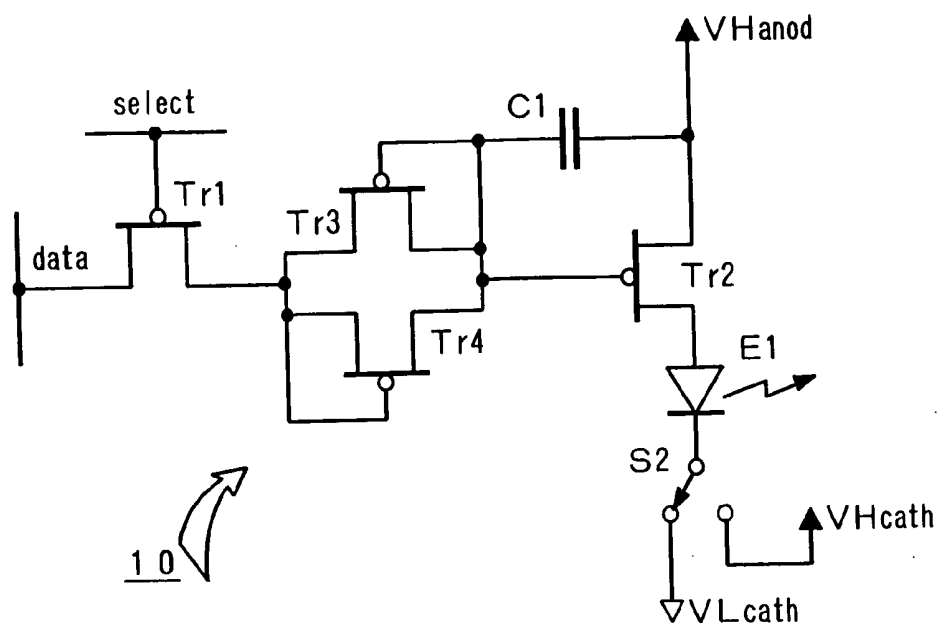 VHanod
select
C1
Tr1
Tr3
data
Tr2
Tr4
E1
S2
VHcath
10
VLcath